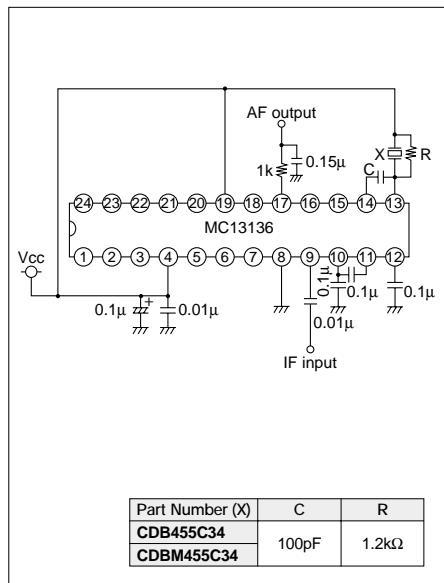 AF output
X
R
C
1k
0.15μ
24 23 22 21 20 19 18 17 16 15 14 13
MC13136
1 2 3 4 5 6 7 8 9 10 11 12
Vcc
0.1μ
+
0.01μ
0.01μ
0.1μ
0.1μ
0.1μ
IF input
Part Number (X) C R
CDB455C34 100pF 1.2kΩ
CDBM455C34